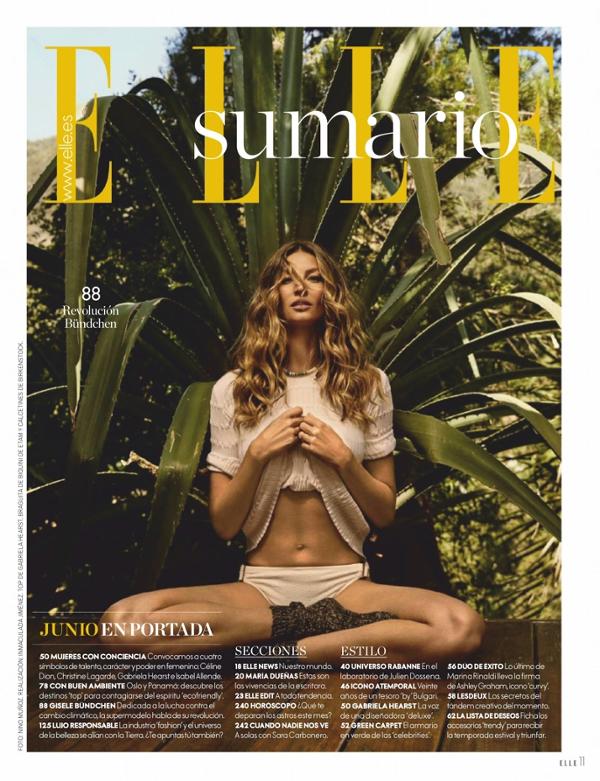 ELLE
sumario
www.elle.es
88
Revolución
Bündchen
FOTO: NINO MUÑOZ. REALIZACIÓN: INMACULADA JIMÉNEZ. TOP DE GABRIELA HEARST, BRAGUITA DE BIQUINI DE ETAM Y CALCETINES DE BIRKENSTOCK.
JUNIO EN PORTADA
50 MUJERES CON CONCIENCIA Convocamos a cuatro
símbolos de talento, carácter y poder en femenino: Céline
Dion, Christine Lagarde, Gabriela Hearst e Isabel Allende.
78 CON BUEN AMBIENTE Oslo y Panamá: descubre los
destinos 'top' para contagiarse del espíritu 'ecofriendly'.
88 GISELE BÜNDCHEN Dedicada a la lucha contra el
cambio climático, la supermodelo habla de su revolución.
125 LUJO RESPONSABLE La industria 'fashion' y el universo
de la belleza se alían con la Tierra. ¿Te apuntas tú también?
SECCIONES
18 ELLE NEWS Nuestro mundo.
20 MARÍA DUEÑAS Estas son
las vivencias de la escritora.
23 ELLE EDIT A toda tendencia.
240 HOROSCOPO ¿Qué te
deparan los astros este mes?
242 CUANDO NADIE NOS VE
A solas con Sara Carbonero.
ESTILO
40 UNIVERSO RABANNE En el
laboratorio de Julien Dossena.
46 ICONO ATEMPORAL Veinte
años de un tesoro 'by' Bulgari.
50 GABRIELA HEARST La voz
de una diseñadora 'deluxe'.
52 GREEN CARPET El armario
en verde de las 'celebrities'.
56 DUO DE ÉXITO Lo último de
Marina Rinaldi lleva la firma
de Ashley Graham, icono 'curvy'.
58 LESDEUX Los secretos del
tándem creativo del momento.
62 LA LISTA DE DESEOS Ficha los
accesorios 'trendy' para recibir
la temporada estival y triunfar.
ELLE 11